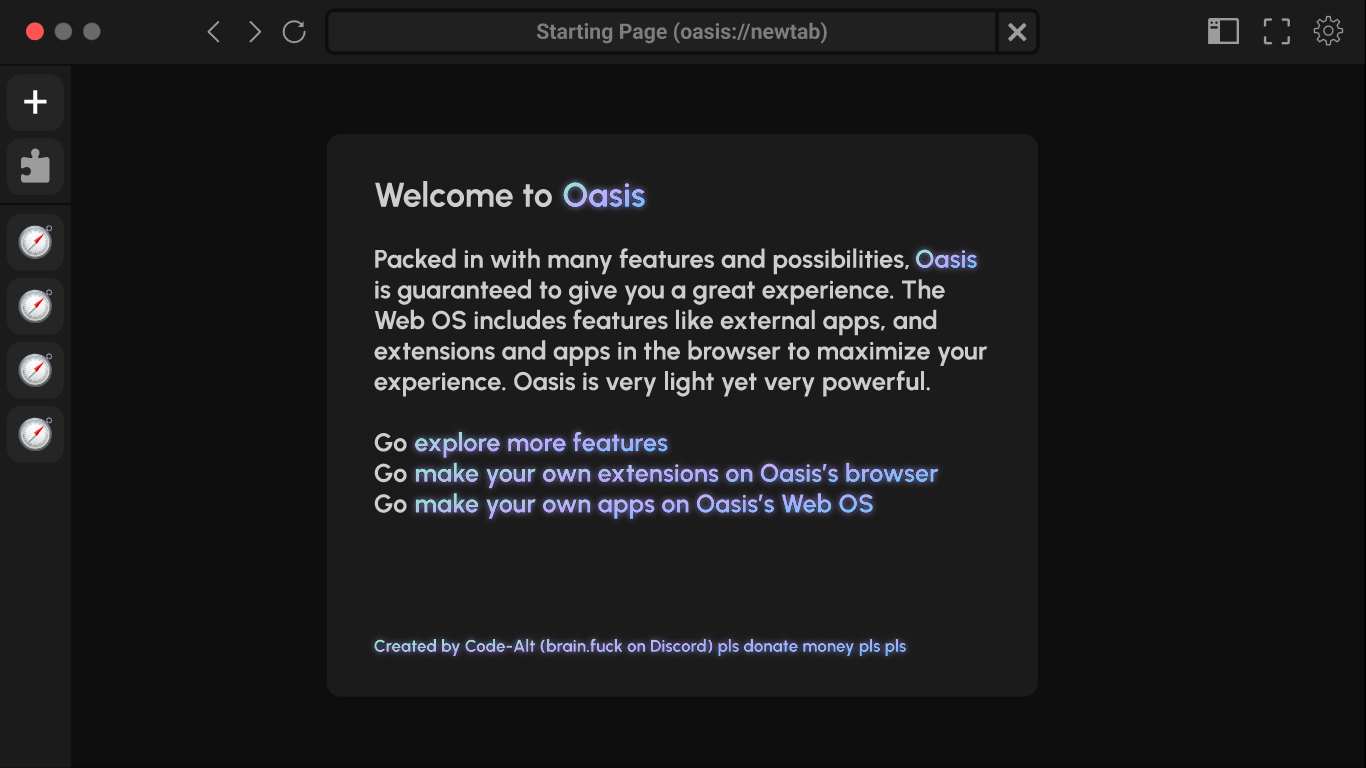 Starting Page (oasis://newtab)
Welcome to Oasis
Packed in with many features and possibilities, Oasis
is guaranteed to give you a great experience. The
Web OS includes features like external apps, and
extensions and apps in the browser to maximize your
experience. Oasis is very light yet very powerful.
Go explore more features
Go make your own extensions on Oasis's browser
Go make your own apps on Oasis's Web OS
Created by Code-Alt (brain.fuck on Discord) pls donate money pls pls